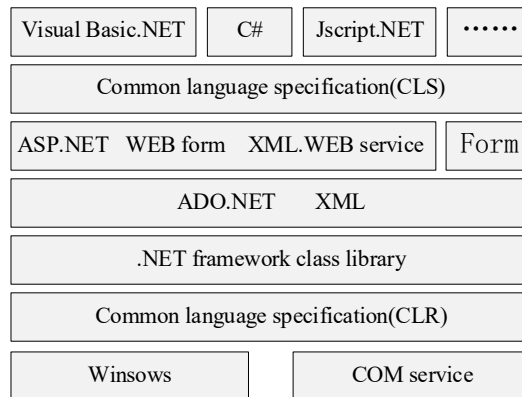 Visual Basic.NET C# Jscript.NET ······
Common language specification(CLS)
ASP.NET WEB form XML.WEB service Form
ADO.NET XML
.NET framework class library
Common language specification(CLR)
Winsows COM service